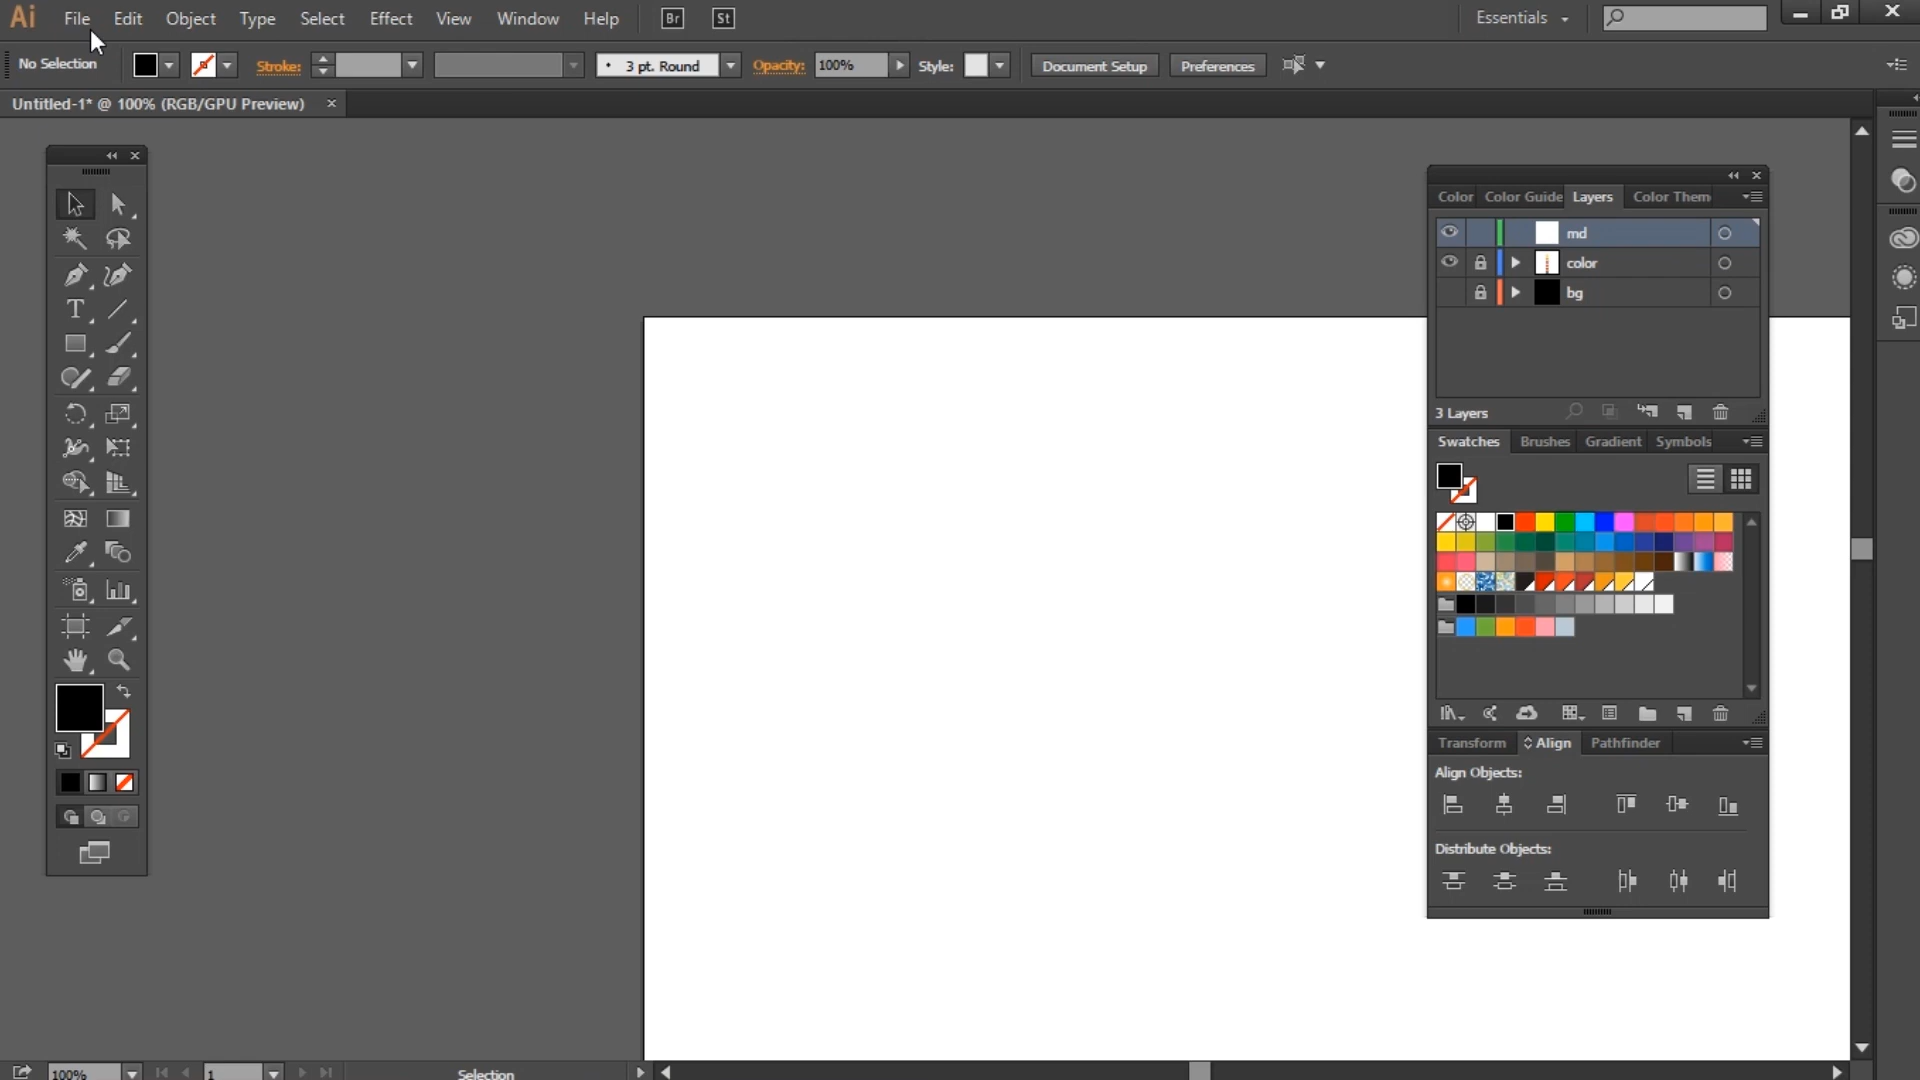 Ai File Edit Object Type Select Effect View Window Help Br St Essentials
No Selection Stroke: 3 pt. Round Opacity: 100% Style: Document Setup Preferences
Untitled-1* @ 100% (RGB/GPU Preview)
Color Color Guide Layers Color Them
md
color
bg
3 Layers
Swatches Brushes Gradient Symbols
Transform Align Pathfinder
Align Objects:
Distribute Objects:
100% 1 Selection